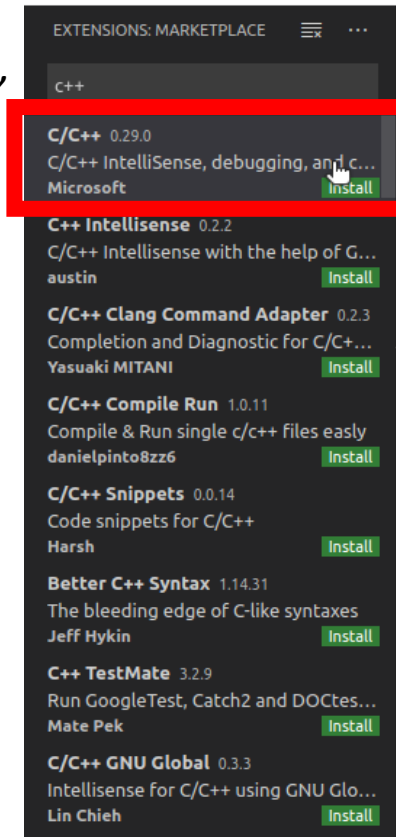 EXTENSIONS: MARKETPLACE
c++
C/C++ 0.29.0
C/C++ IntelliSense, debugging, and c...
Microsoft Install
C++ Intellisense 0.2.2
C/C++ Intellisense with the help of G...
austin Install
C/C++ Clang Command Adapter 0.2.3
Completion and Diagnostic for C/C+...
Yasuaki MITANI Install
C/C++ Compile Run 1.0.11
Compile & Run single c/c++ files easly
danielpinto8zz6 Install
C/C++ Snippets 0.0.14
Code snippets for C/C++
Harsh Install
Better C++ Syntax 1.14.31
The bleeding edge of C-like syntaxes
Jeff Hykin Install
C++ TestMate 3.2.9
Run GoogleTest, Catch2 and DOCtes...
Mate Pek Install
C/C++ GNU Global 0.3.3
Intellisense for C/C++ using GNU Glo...
Lin Chieh Install